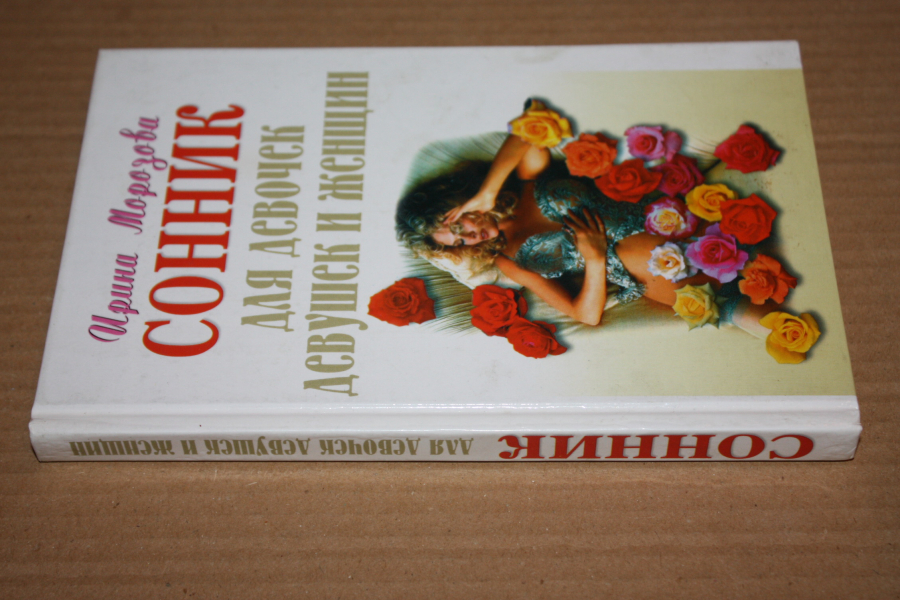 Ирина Морозова
СОННИК
ДЛЯ ДЕВОЧЕК
ДЕВУШЕК И ЖЕНЩИН
СОННИК ДЛЯ ДЕВОЧЕК ДЕВУШЕК И ЖЕНЩИН